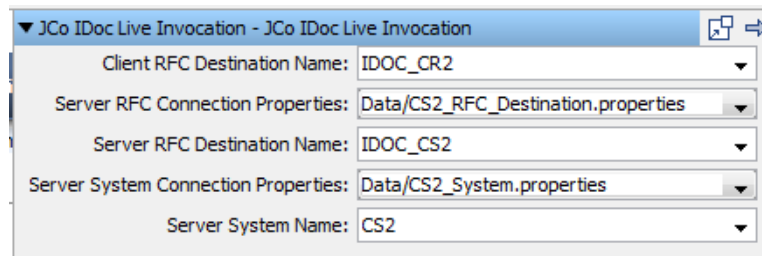 JCo IDoc Live Invocation - JCo IDoc Live Invocation
Client RFC Destination Name: IDOC_CR2
Server RFC Connection Properties: Data/CS2_RFC_Destination.properties
Server RFC Destination Name: IDOC_CS2
Server System Connection Properties: Data/CS2_System.properties
Server System Name: CS2